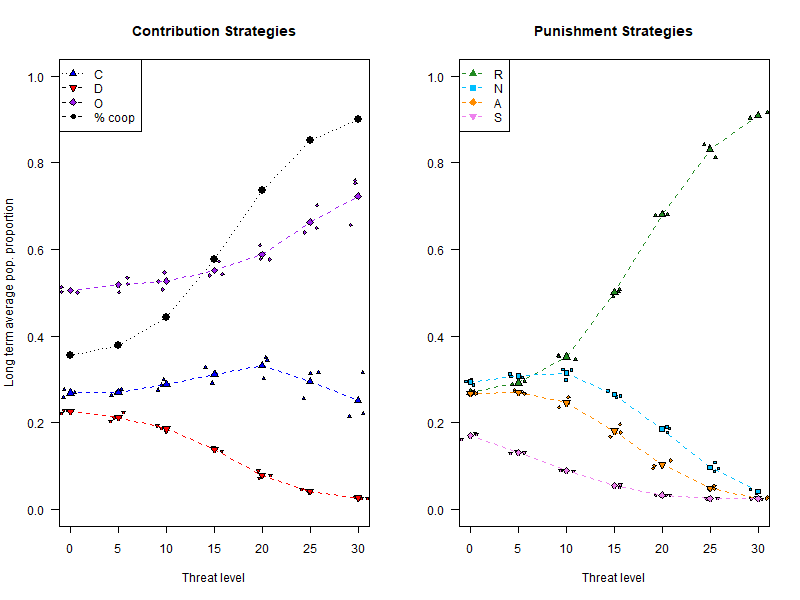 Contribution Strategies
C
D
O
% coop
1.0
0.8
0.6
0.4
0.2
0.0
Long term average pop. proportion
0 5 10 15 20 25 30
Threat level
Punishment Strategies
R
N
A
S
1.0
0.8
0.6
0.4
0.2
0.0
0 5 10 15 20 25 30
Threat level